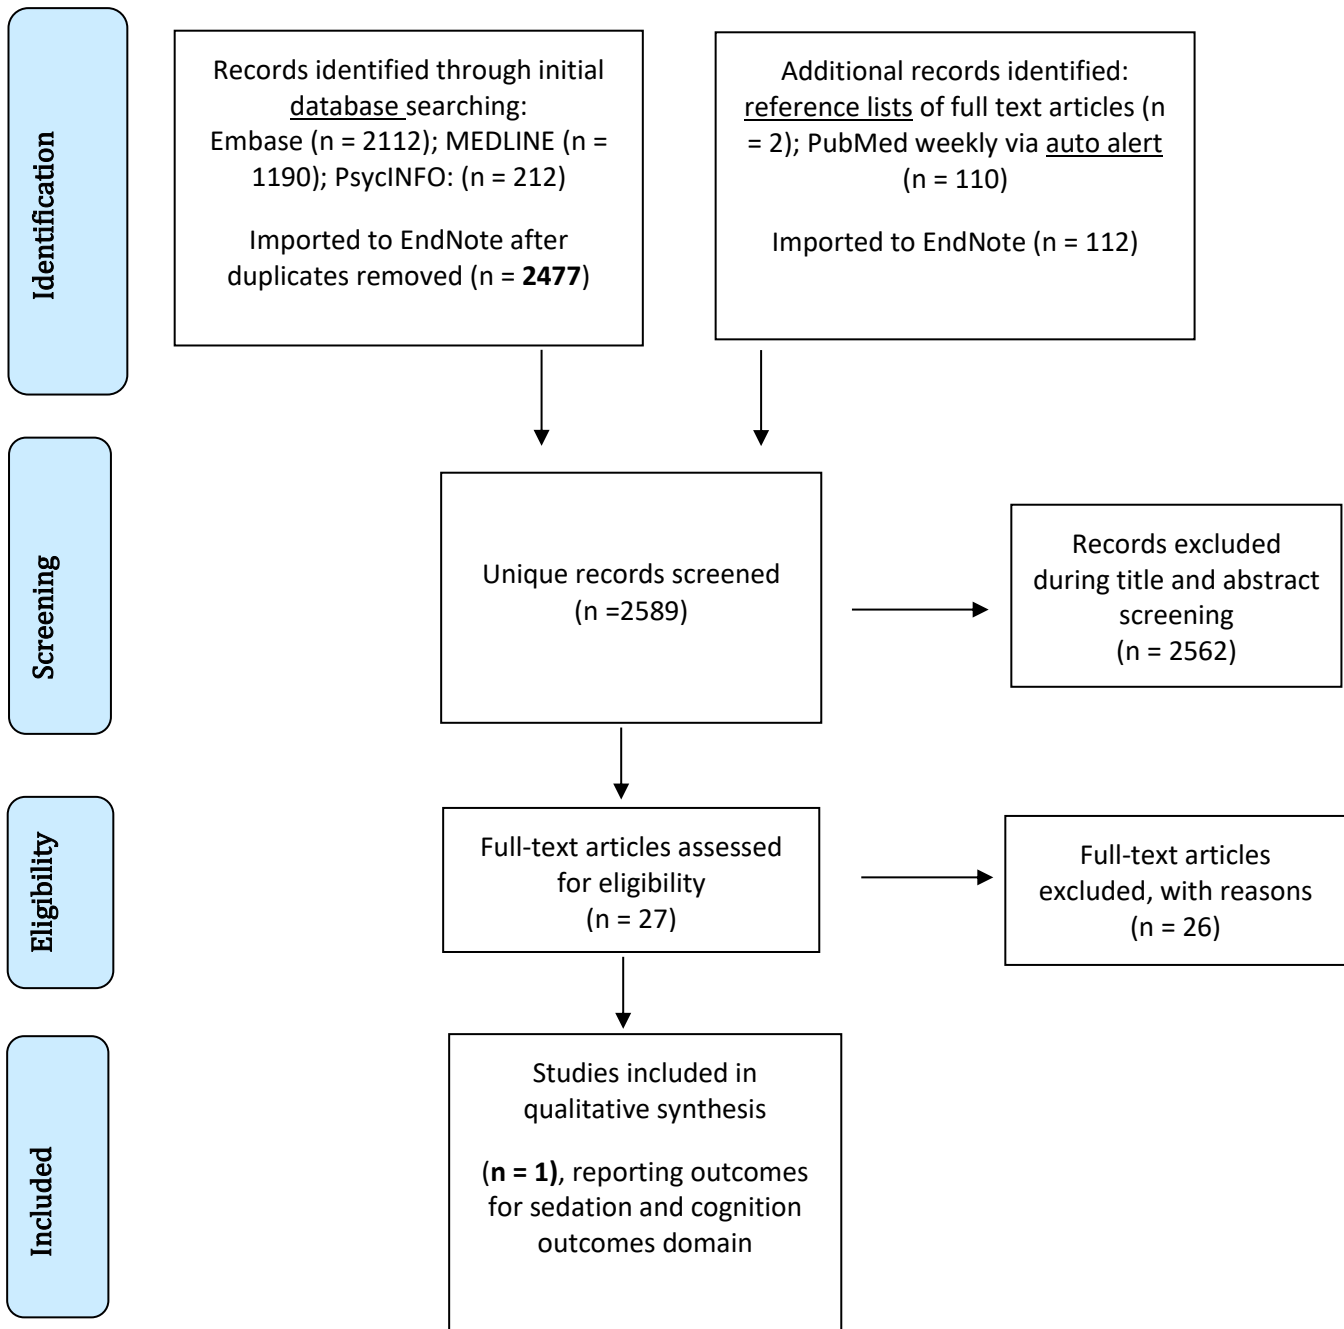 Identification
Records identified through initial
database searching:
Embase (n = 2112); MEDLINE (n =
1190); PsycINFO: (n = 212)
Imported to EndNote after
duplicates removed (n = 2477)
Additional records identified:
reference lists of full text articles (n
= 2); PubMed weekly via auto alert
(n = 110)
Imported to EndNote (n = 112)
Screening
Unique records screened
(n =2589)
Records excluded
during title and abstract
screening
(n = 2562)
Eligibility
Full-text articles assessed
for eligibility
(n = 27)
Full-text articles
excluded, with reasons
(n = 26)
Included
Studies included in
qualitative synthesis
(n = 1), reporting outcomes
for sedation and cognition
outcomes domain